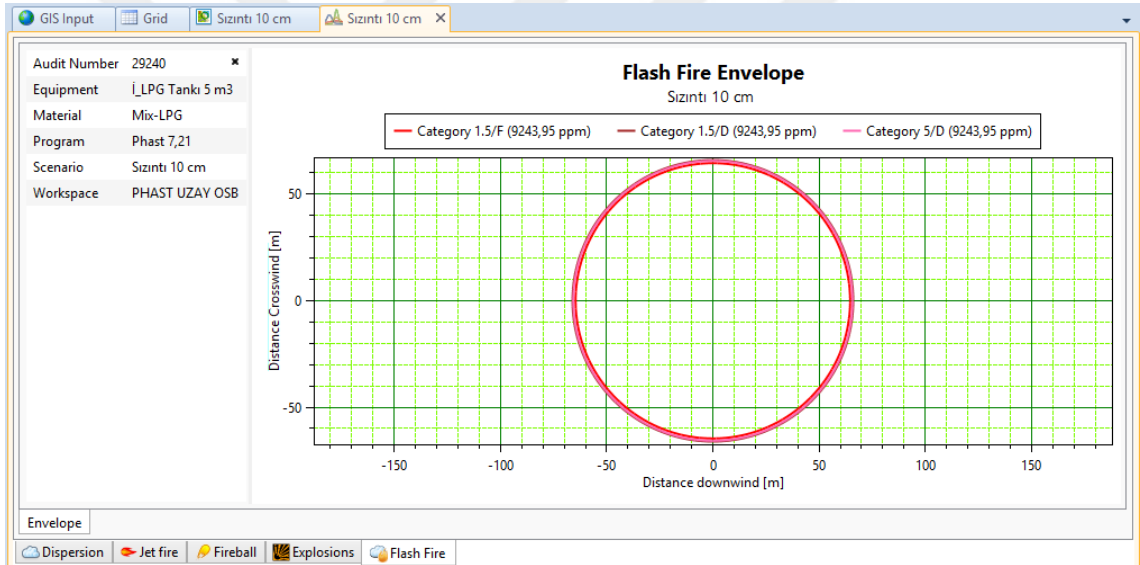 GIS Input Grid Sızıntı 10 cm Sızıntı 10 cm
Audit Number 29240
Equipment İ_LPG Tankı 5 m3
Material Mix-LPG
Program Phast 7,21
Scenario Sızıntı 10 cm
Workspace PHAST UZAY OSB
Flash Fire Envelope
Sızıntı 10 cm
Category 1.5/F (9243,95 ppm) Category 1.5/D (9243,95 ppm) Category 5/D (9243,95 ppm)
Distance Crosswind [m]
50
0
-50
-150 -100 -50 0 50 100 150
Distance downwind [m]
Envelope
Dispersion Jet fire Fireball Explosions Flash Fire